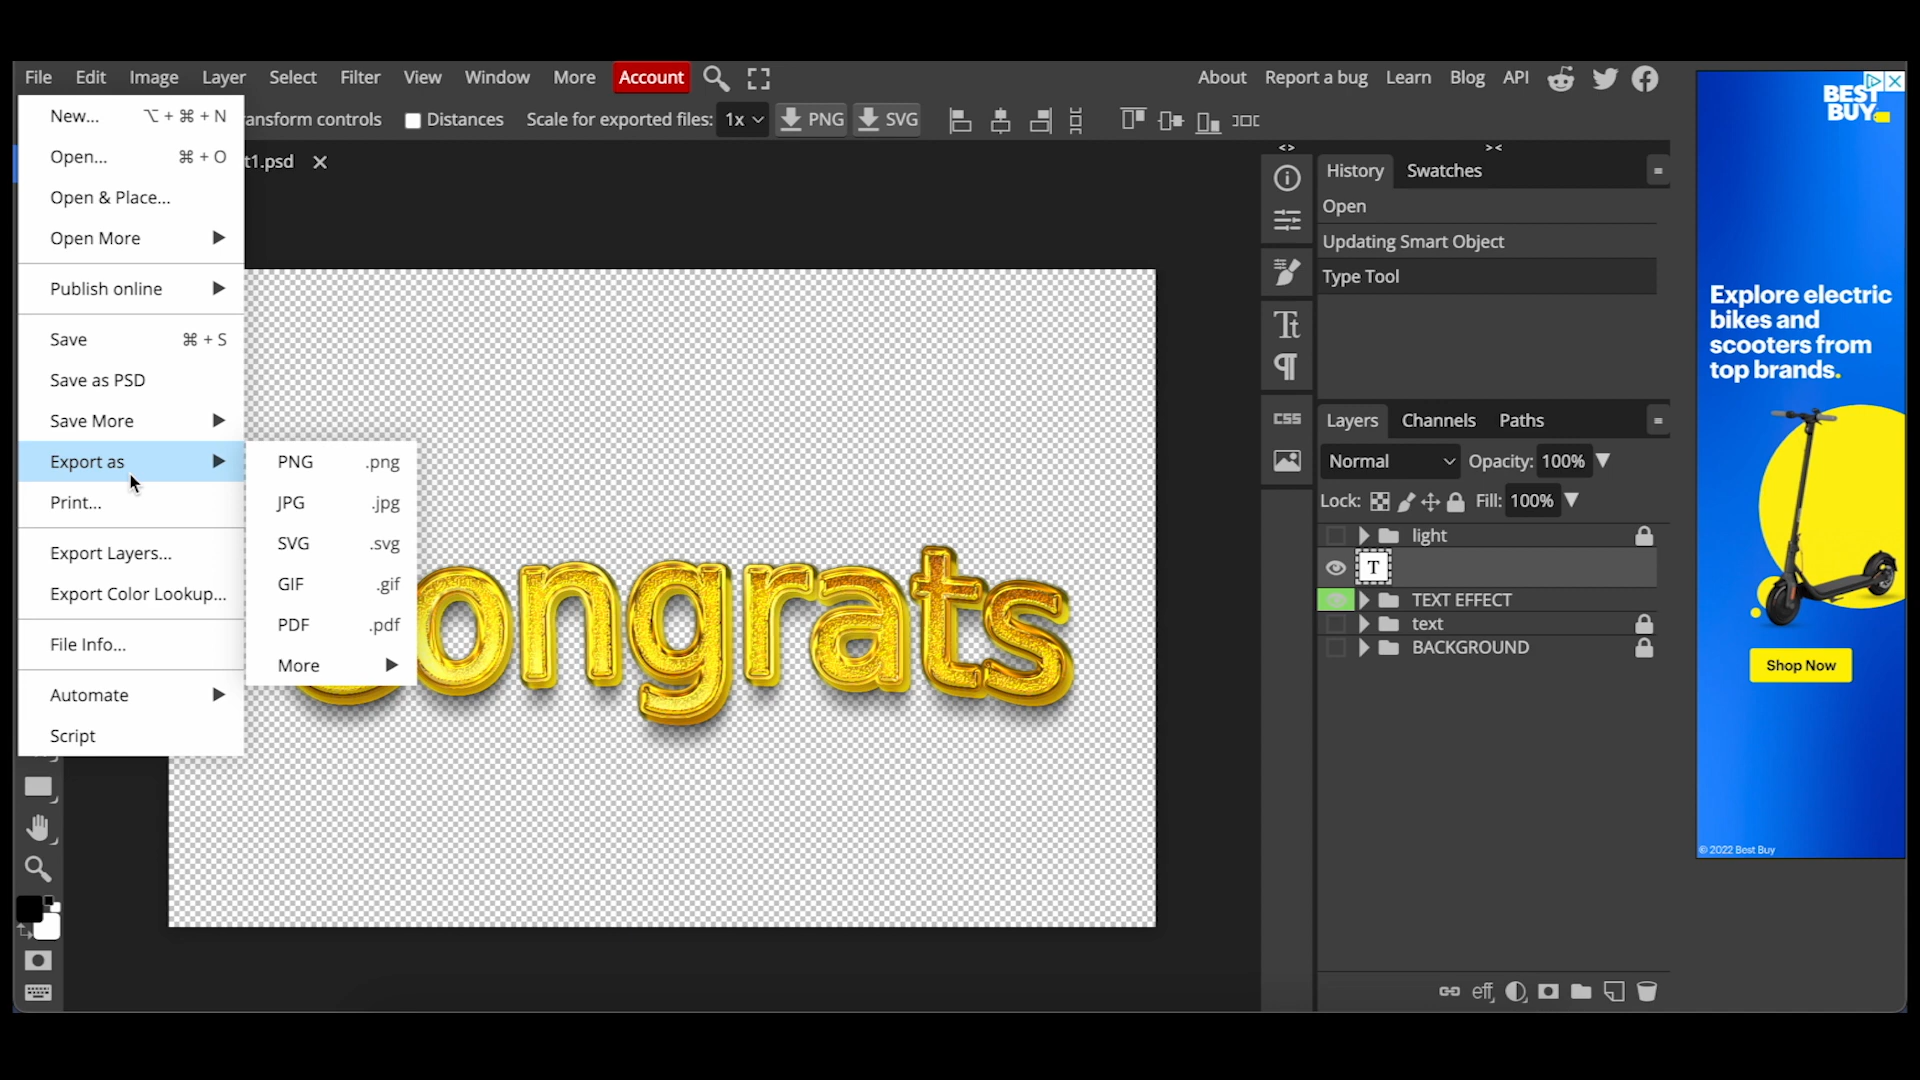 File Edit Image Layer Select Filter View Window More Account
About Report a bug Learn Blog API
ansform controls Distances Scale for exported files: 1x PNG SVG
t1.psd
New... ⌥ + ⌘ + N
Open... ⌘ + O
Open & Place...
Open More
Publish online
Save ⌘ + S
Save as PSD
Save More
Export as
Print...
Export Layers...
Export Color Lookup...
File Info...
Automate
Script
PNG .png
JPG .jpg
SVG .svg
GIF .gif
PDF .pdf
More
ongrats
History Swatches
Open
Updating Smart Object
Type Tool
CSS
Layers Channels Paths
Normal Opacity: 100%
Lock: Fill: 100%
light
T
TEXT EFFECT
text
BACKGROUND
eff
BEST
BUY
Explore electric
bikes and
scooters from
top brands.
Shop Now
© 2022 Best Buy